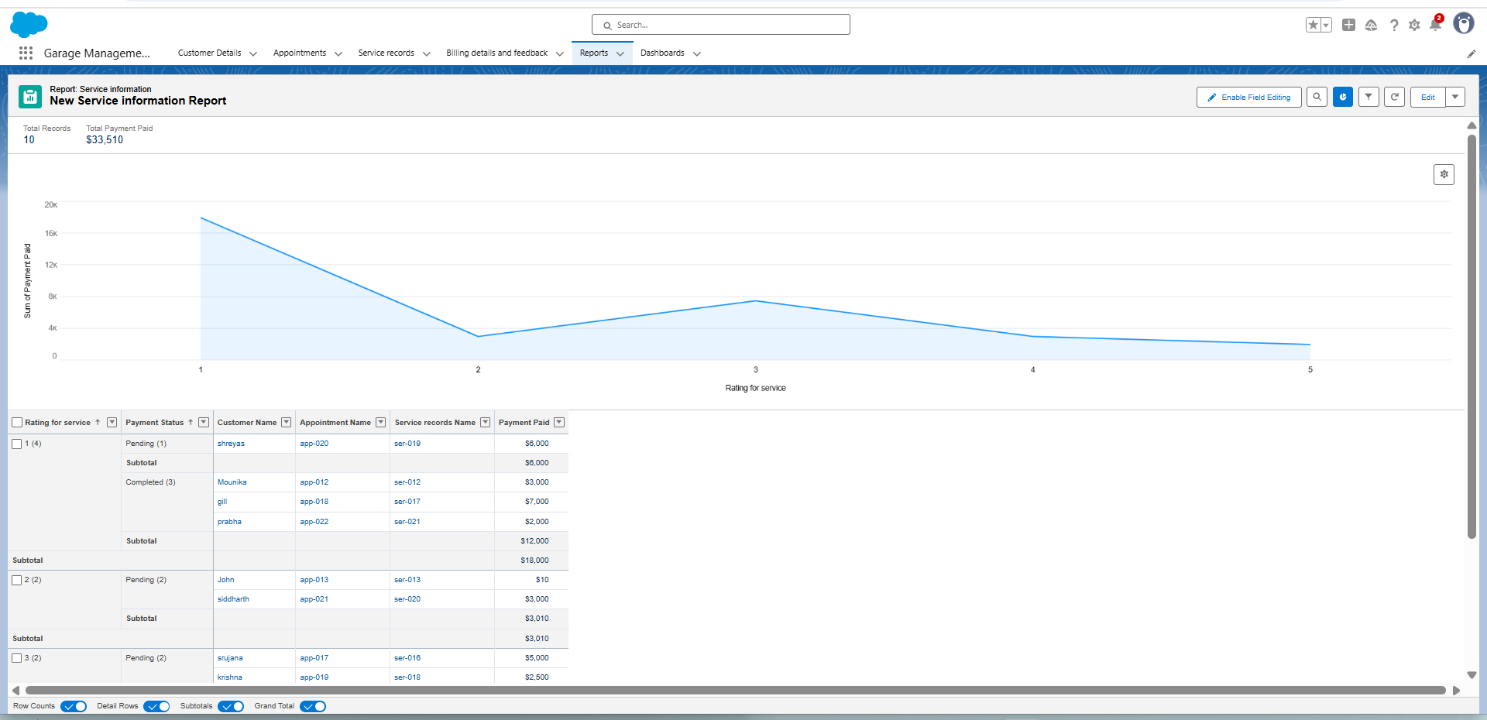 Search...
2
Garage Manageme...
Customer Details
Appointments
Service records
Billing details and feedback
Reports
Dashboards
Report: Service information
New Service information Report
Enable Field Editing
Edit
Total Records
Total Payment Paid
10
$33,510
20K
16K
12K
8K
4K
0
Sum of Payment Paid
1
2
3
4
5
Rating for service
Rating for service ↑ Payment Status ↑ Customer Name Appointment Name Service records Name Payment Paid
1 (4) Pending (1) shreyas app-020 ser-019 $6,000
Subtotal $6,000
Completed (3) Mounika app-012 ser-012 $3,000
gill app-018 ser-017 $7,000
prabha app-022 ser-021 $2,000
Subtotal $12,000
Subtotal $18,000
2 (2) Pending (2) John app-013 ser-013 $10
siddharth app-021 ser-020 $3,000
Subtotal $3,010
Subtotal $3,010
3 (2) Pending (2) srujana app-017 ser-016 $5,000
krishna app-019 ser-018 $2,500
Row Counts
Detail Rows
Subtotals
Grand Total